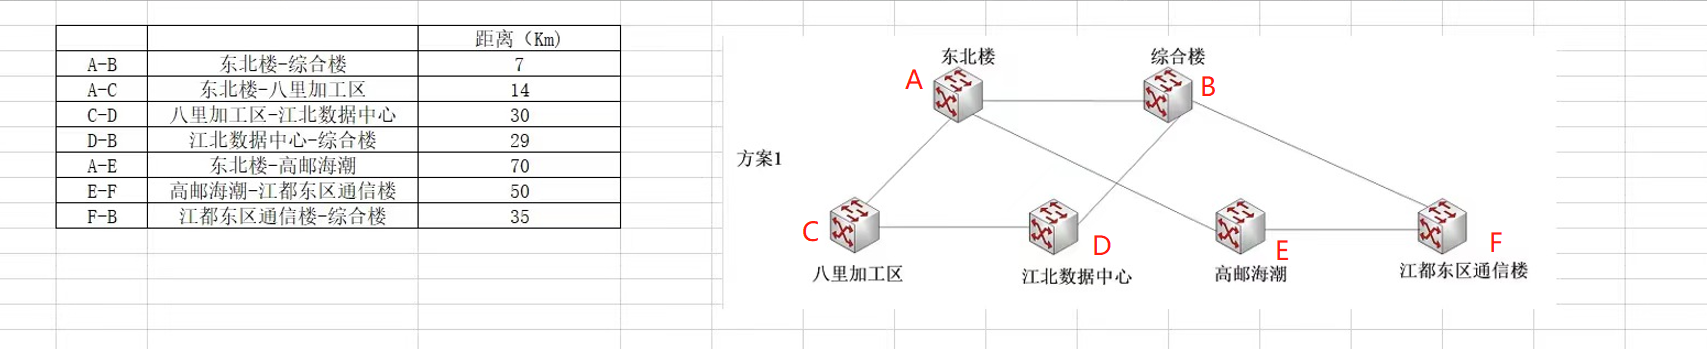 距离（Km)
A-B 东北楼-综合楼 7
A-C 东北楼-八里加工区 14
C-D 八里加工区-江北数据中心 30
D-B 江北数据中心-综合楼 29
A-E 东北楼-高邮海潮 70
E-F 高邮海潮-江都东区通信楼 50
F-B 江都东区通信楼-综合楼 35
方案1
东北楼
综合楼
A
B
C
D
E
F
八里加工区
江北数据中心
高邮海潮
江都东区通信楼